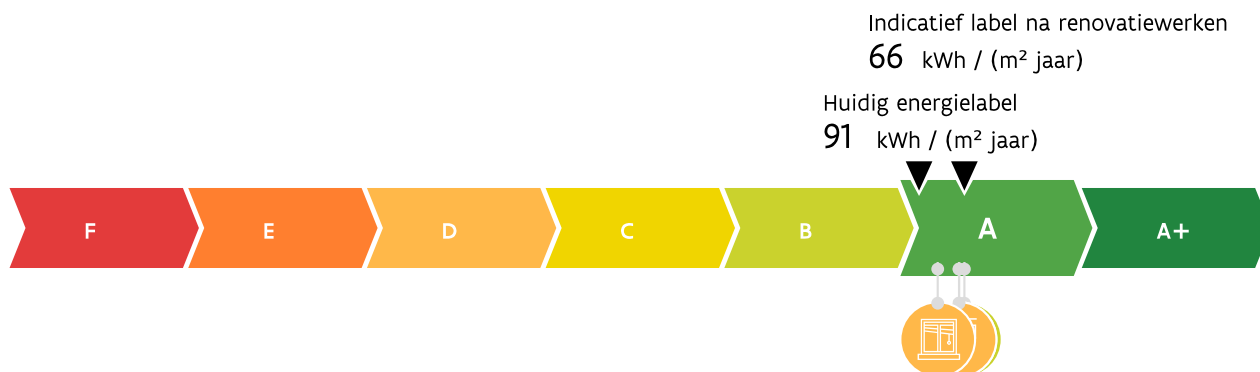 Indicatief label na renovatiewerken
66 kWh / (m² jaar)
Huidig energielabel
91 kWh / (m² jaar)
F E D C B A A+